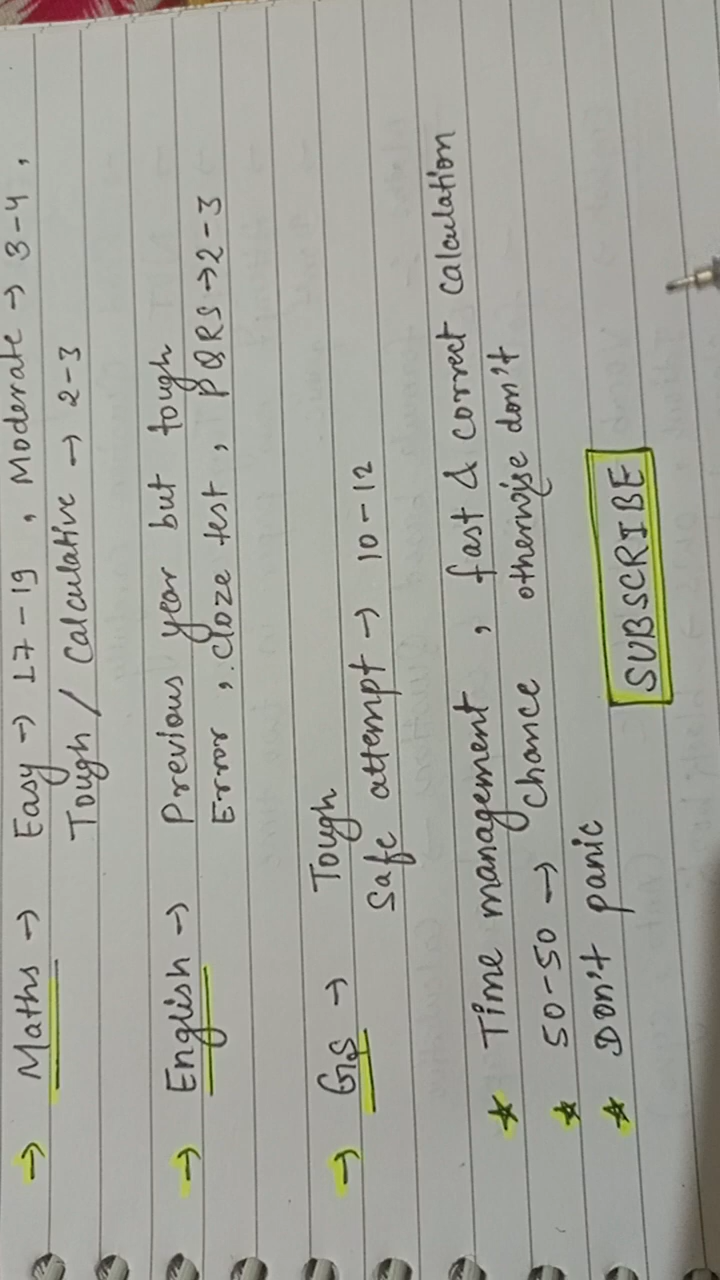 → Maths → Easy → 17-19 , Moderate → 3-4 ,
Tough / Calculative → 2-3
→ English → Previous year but tough
Error , cloze test , PQRS → 2-3
→ GS → Tough
Safe attempt → 10-12
★ Time management , fast & correct calculation
★ 50-50 → chance otherwise don't
★ Don't panic
SUBSCRIBE